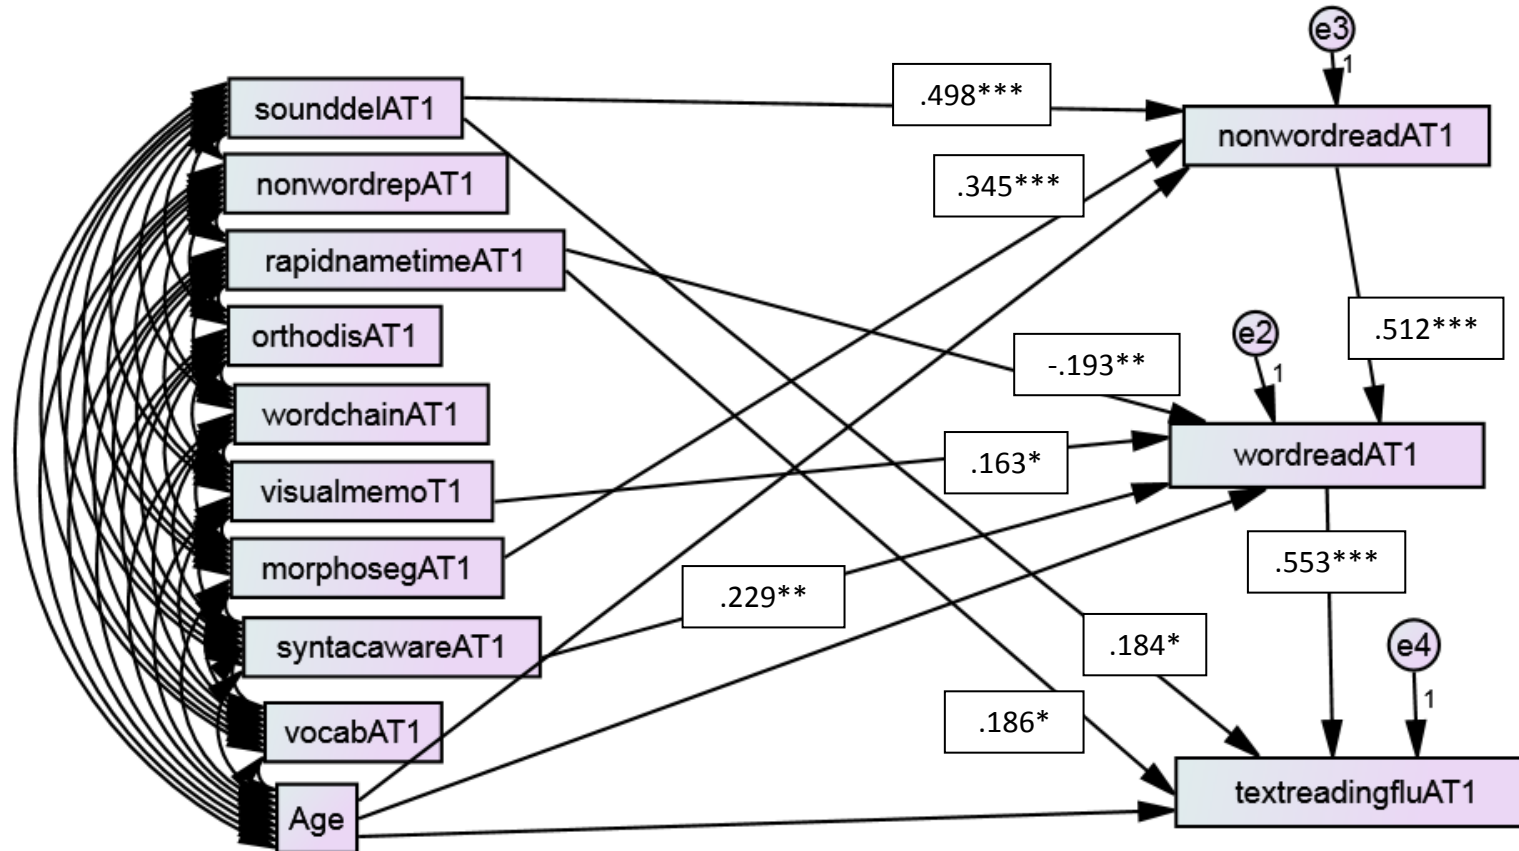 sounddelAT1
nonwordrepAT1
rapidnametimeAT1
orthodisAT1
wordchainAT1
visualmemoT1
morphosegAT1
syntacawareAT1
vocabAT1
Age
.498***
.345***
-.193**
.163*
.229**
.184*
.186*
e3
1
nonwordreadAT1
.512***
e2
1
wordreadAT1
.553***
e4
1
textreadingfluAT1